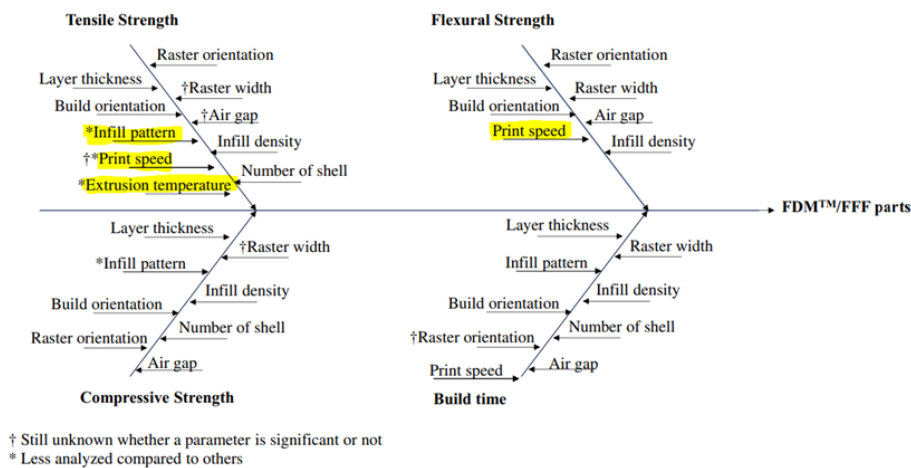 Tensile Strength
Raster orientation
Layer thickness
†Raster width
Build orientation
†Air gap
*Infill pattern
Infill density
†*Print speed
Number of shell
*Extrusion temperature
Flexural Strength
Raster orientation
Layer thickness
Raster width
Build orientation
Air gap
Print speed
Infill density
FDM™/FFF parts
Layer thickness
†Raster width
*Infill pattern
Infill density
Build orientation
Number of shell
Raster orientation
Air gap
Compressive Strength
Layer thickness
Raster width
Infill pattern
Infill density
Build orientation
Number of shell
†Raster orientation
Air gap
Print speed
Build time
† Still unknown whether a parameter is significant or not
* Less analyzed compared to others